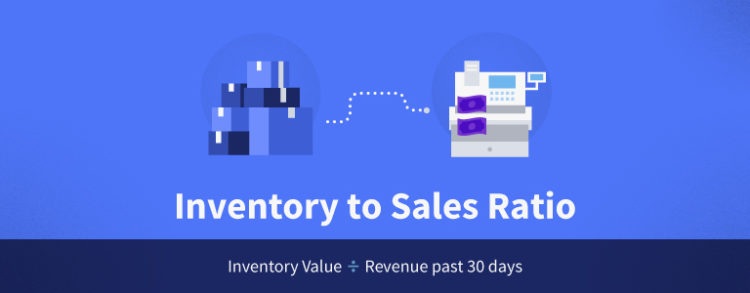 Inventory to Sales Ratio
Inventory Value ÷ Revenue past 30 days